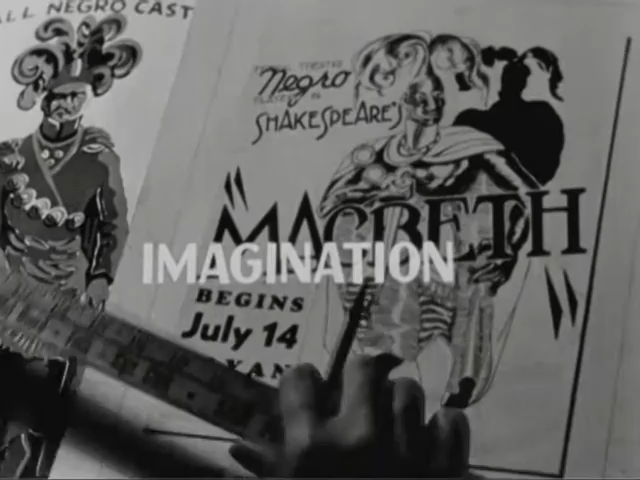 ALL NEGRO CAST
Negro
SHAKESPEARE'S
"MACBETH"
IMAGINATION
BEGINS
July 14